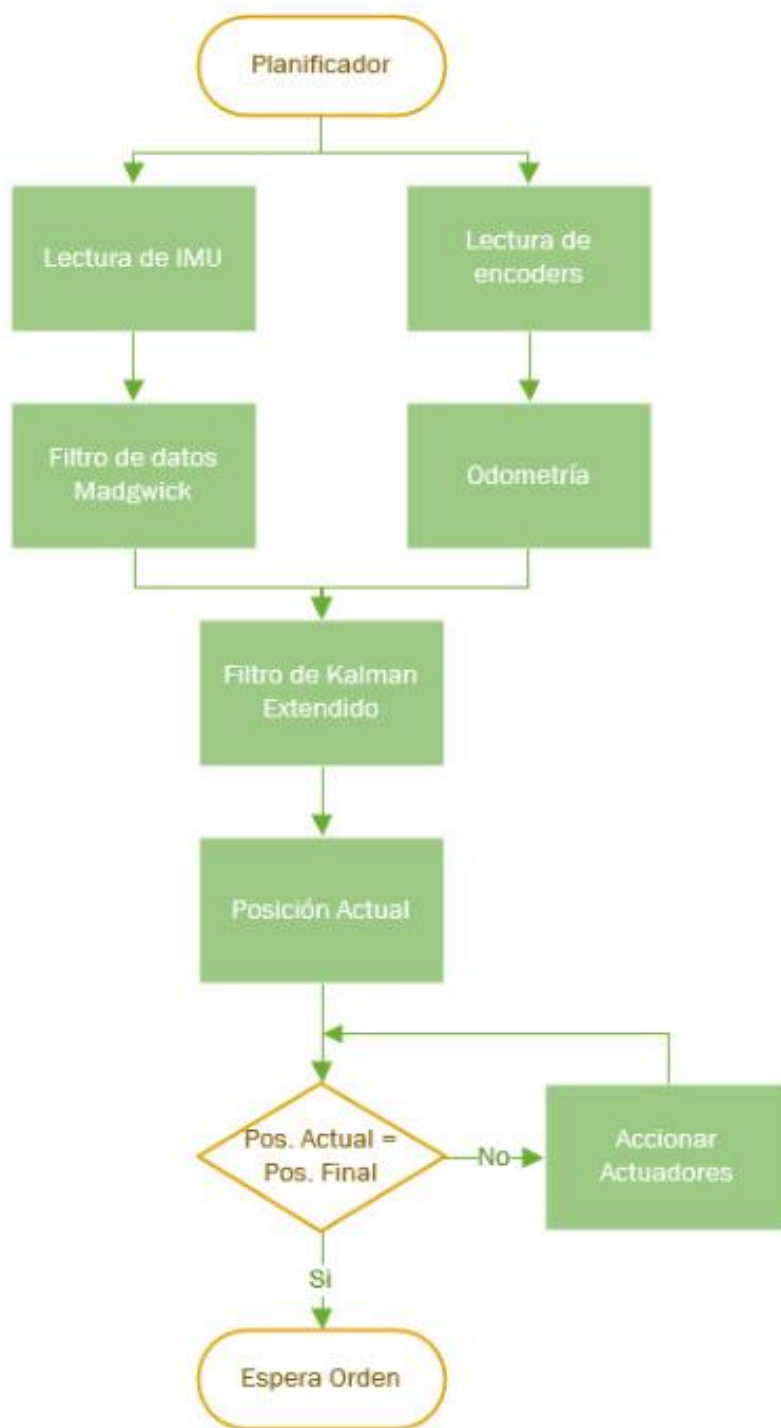 Planificador
Lectura de IMU
Lectura de
encoders
Filtro de datos
Madgwick
Odometría
Filtro de Kalman
Extendido
Posición Actual
Pos. Actual =
Pos. Final
No
Accionar
Actuadores
Si
Espera Orden